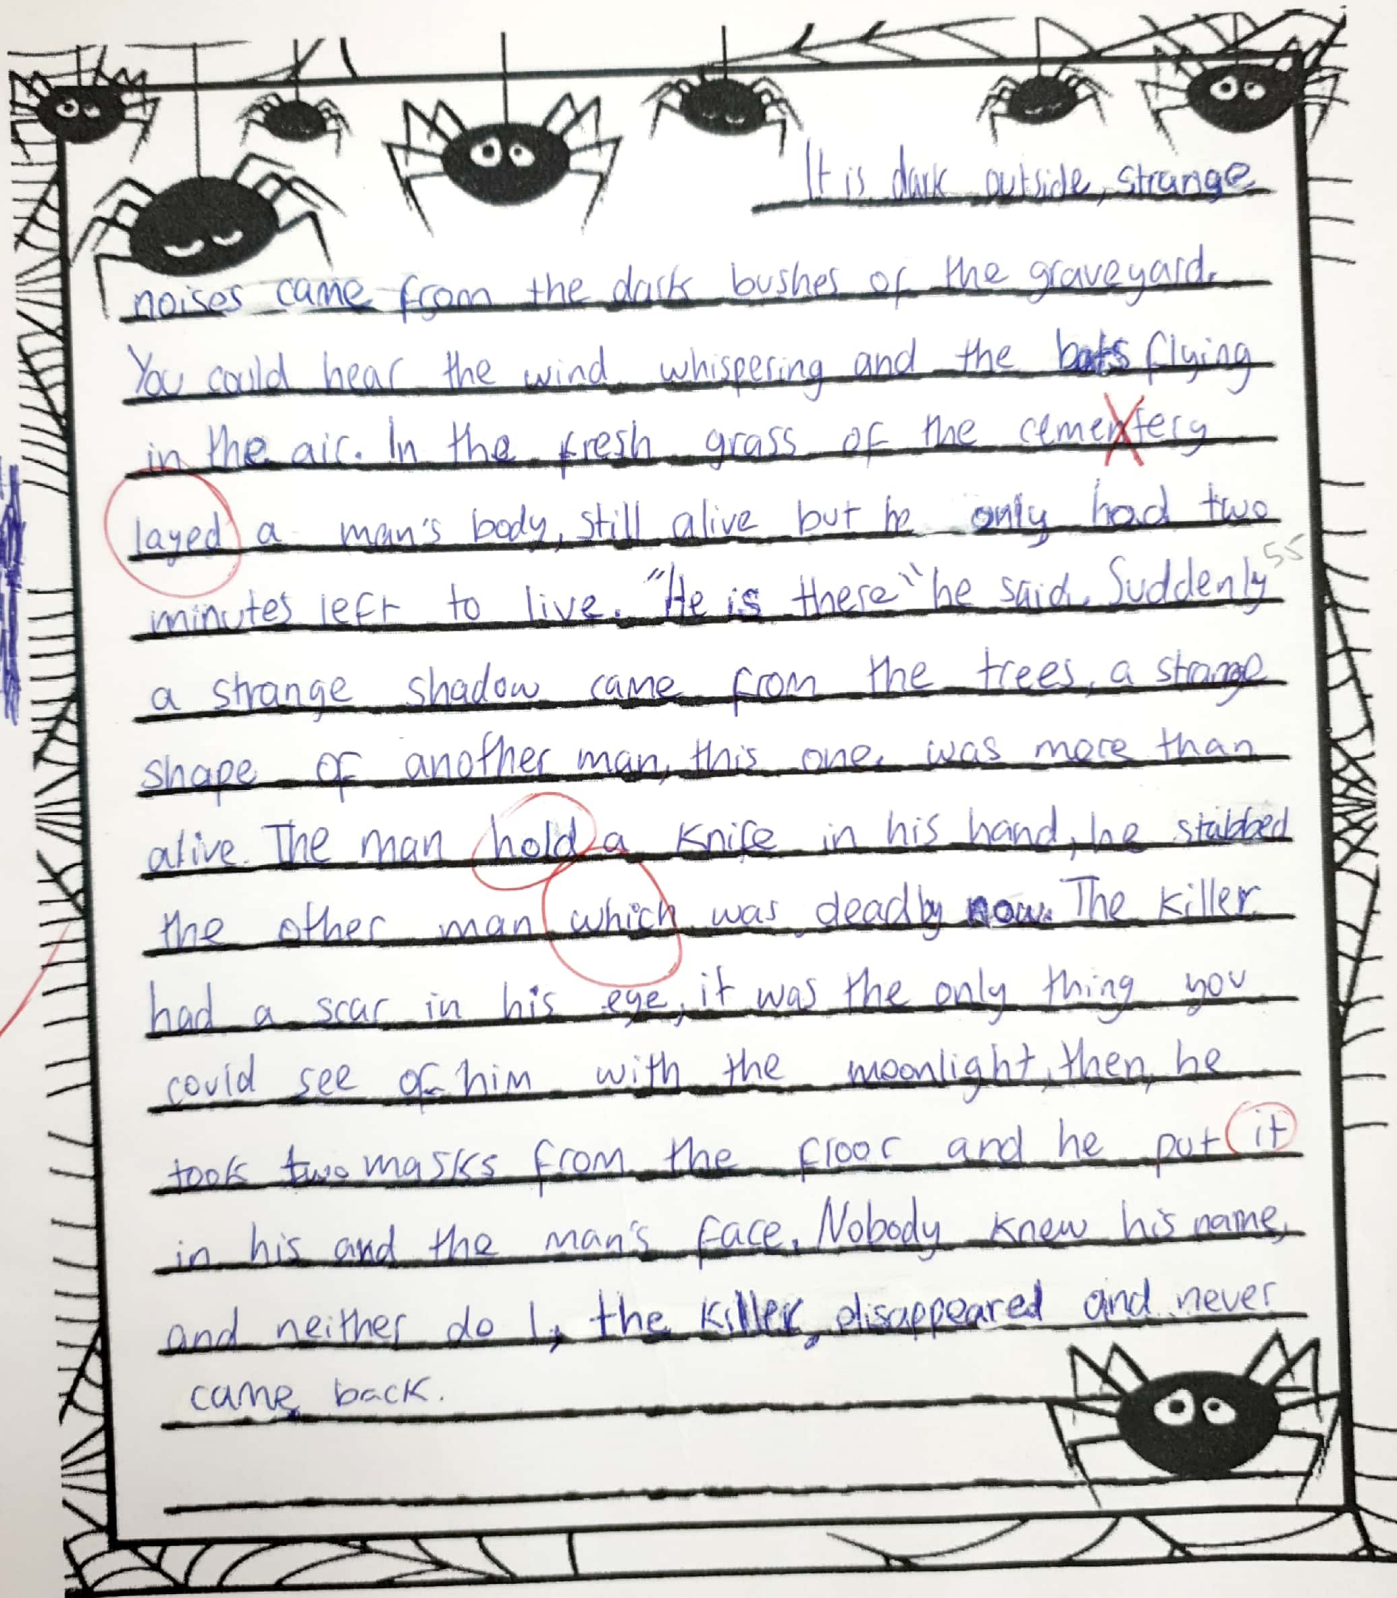 It is dark outside, strange
noises came from the dark bushes of the graveyard.
You could hear the wind whispering and the bats flying
in the air. In the fresh grass of the cementery
layed a man's body, still alive but he only had two
55
minutes left to live. "He is there" he said. Suddenly
a strange shadow came from the trees, a strange
shape of another man, this one was more than
alive. The man hold a knife in his hand, he stabbed
the other man which was deadly now. The killer
had a scar in his eye, it was the only thing you
could see of him with the moonlight, then, he
took two masks from the floor and he put it
in his and the man's face. Nobody knew his name,
and neither do I, the killer disappeared and never
came back.